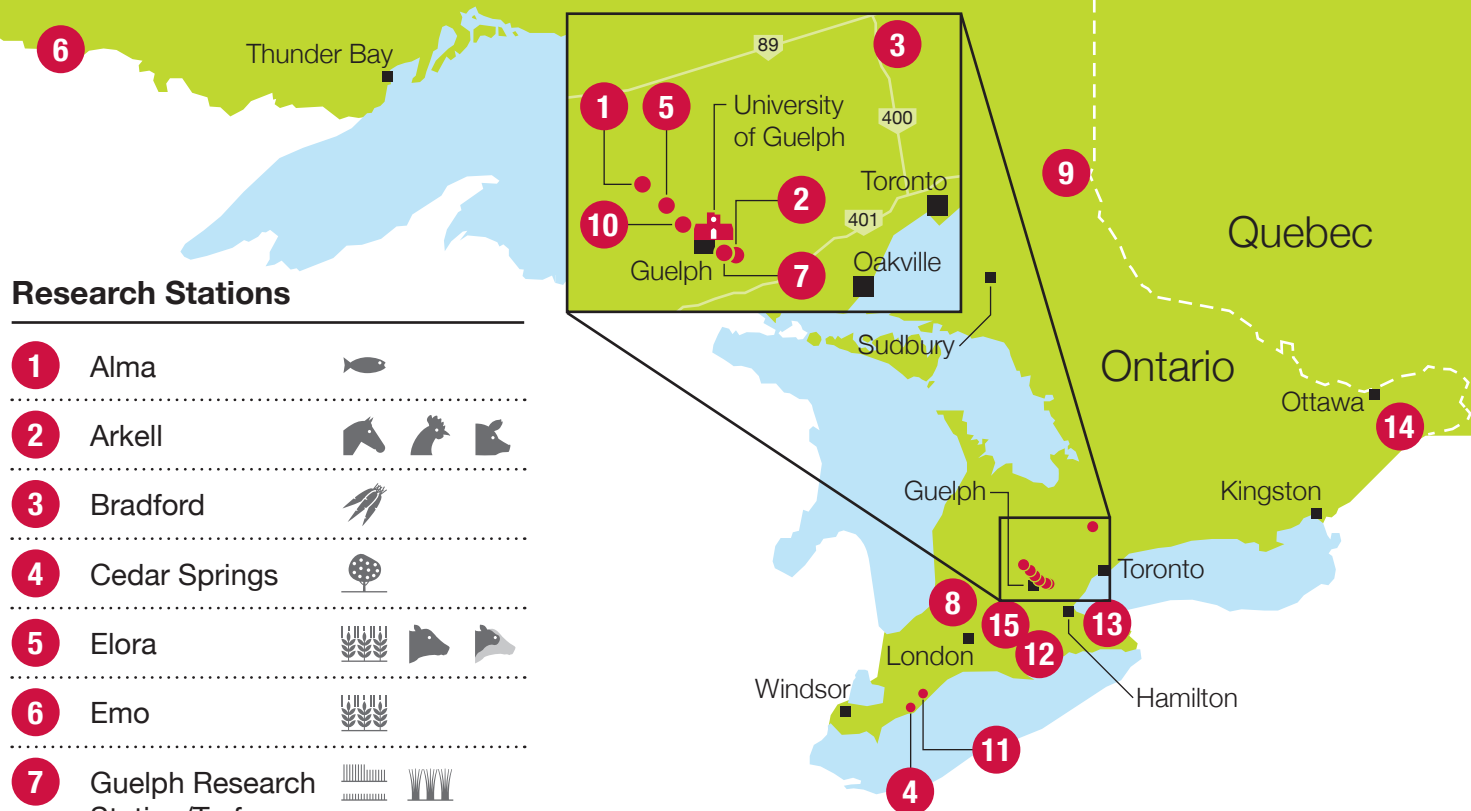 6
Thunder Bay
89
3
1
5
University
of Guelph
400
9
Toronto
2
10
401
Quebec
Guelph
7
Oakville
Sudbury
Ontario
Ottawa
14
Guelph
Kingston
Toronto
8
15
13
12
London
Windsor
Hamilton
11
4
Research Stations
1 Alma
2 Arkell
3 Bradford
4 Cedar Springs
5 Elora
6 Emo
7 Guelph Research